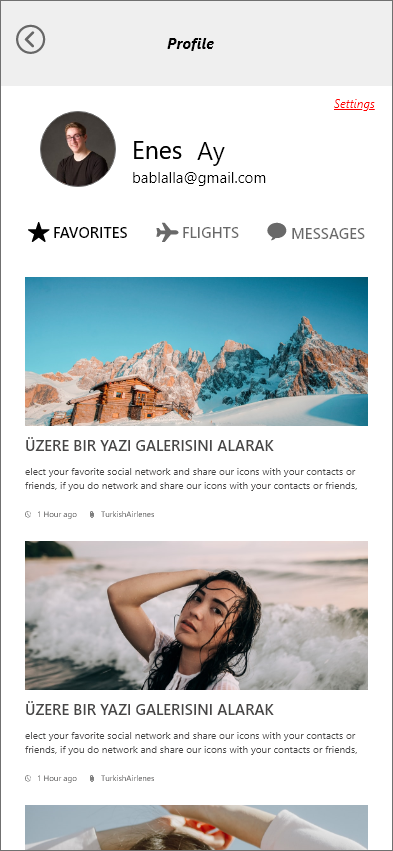 Profile
Settings
Enes Ay
bablalla@gmail.com
FAVORITES FLIGHTS MESSAGES
ÜZERE BIR YAZI GALERISINI ALARAK
elect your favorite social network and share our icons with your contacts or
friends, if you do network and share our icons with your contacts or friends,
1 Hour ago TurkishAirlenes
ÜZERE BIR YAZI GALERISINI ALARAK
elect your favorite social network and share our icons with your contacts or
friends, if you do network and share our icons with your contacts or friends,
1 Hour ago TurkishAirlenes